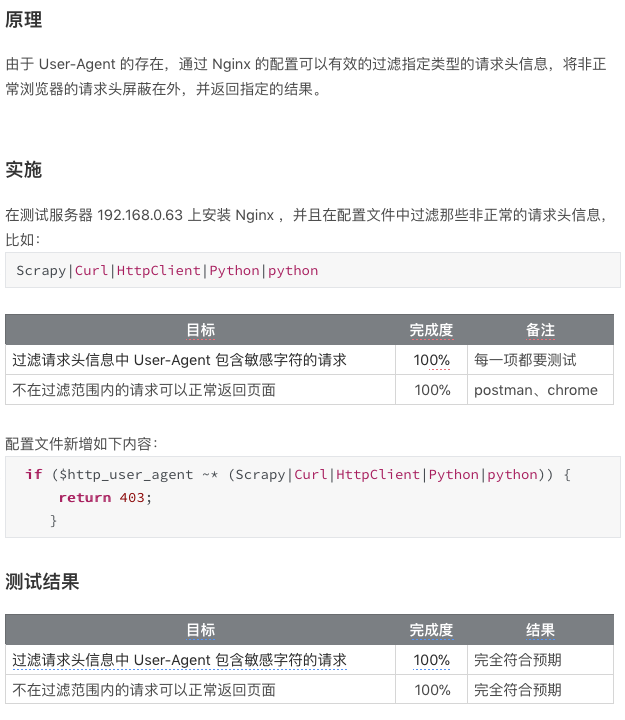 原理
由于 User-Agent 的存在，通过 Nginx 的配置可以有效的过滤指定类型的请求头信息，将非正
常浏览器的请求头屏蔽在外，并返回指定的结果。
实施
在测试服务器 192.168.0.63 上安装 Nginx ，并且在配置文件中过滤那些非正常的请求头信息，
比如：
Scrapy|Curl|HttpClient|Python|python
目标 完成度 备注
过滤请求头信息中 User-Agent 包含敏感字符的请求 100% 每一项都要测试
不在过滤范围内的请求可以正常返回页面 100% postman、chrome
配置文件新增如下内容：
if ($http_user_agent ~* (Scrapy|Curl|HttpClient|Python|python)) {
return 403;
}
测试结果
目标 完成度 结果
过滤请求头信息中 User-Agent 包含敏感字符的请求 100% 完全符合预期
不在过滤范围内的请求可以正常返回页面 100% 完全符合预期